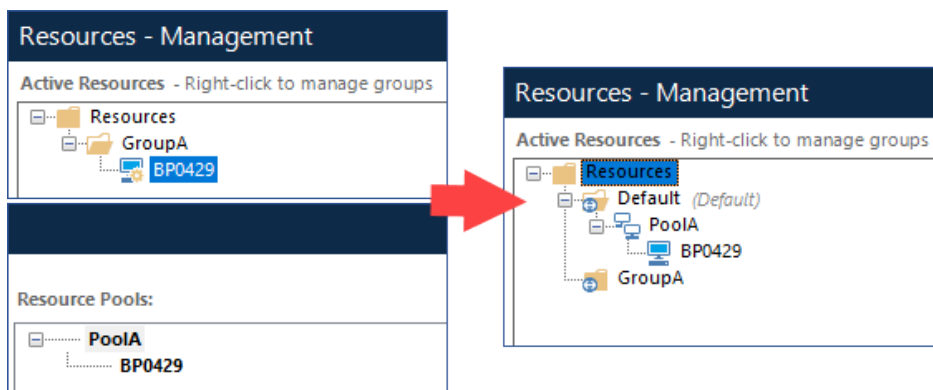 Resources - Management
Active Resources - Right-click to manage groups
Resources
GroupA
BP0429
Resource Pools:
PoolA
BP0429
Resources - Management
Active Resources - Right-click to manage groups
Resources
Default (Default)
PoolA
BP0429
GroupA